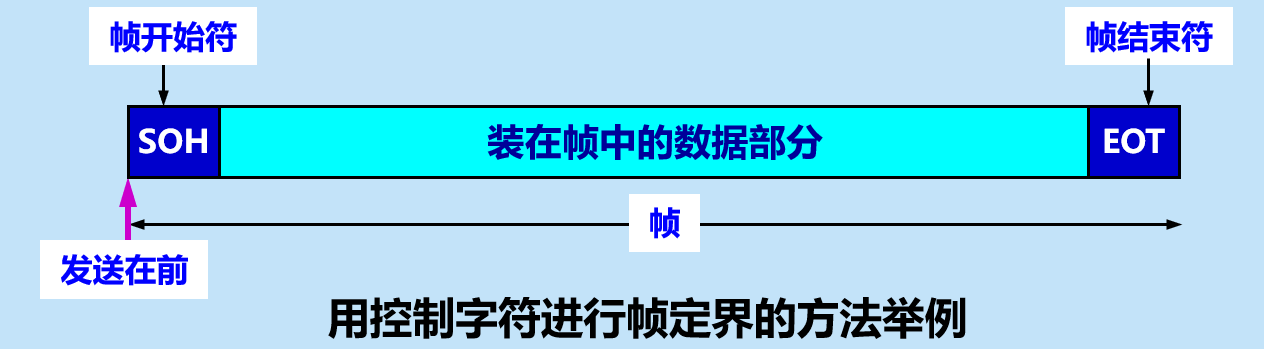 帧开始符
帧结束符
SOH
装在帧中的数据部分
EOT
帧
发送在前
用控制字符进行帧定界的方法举例